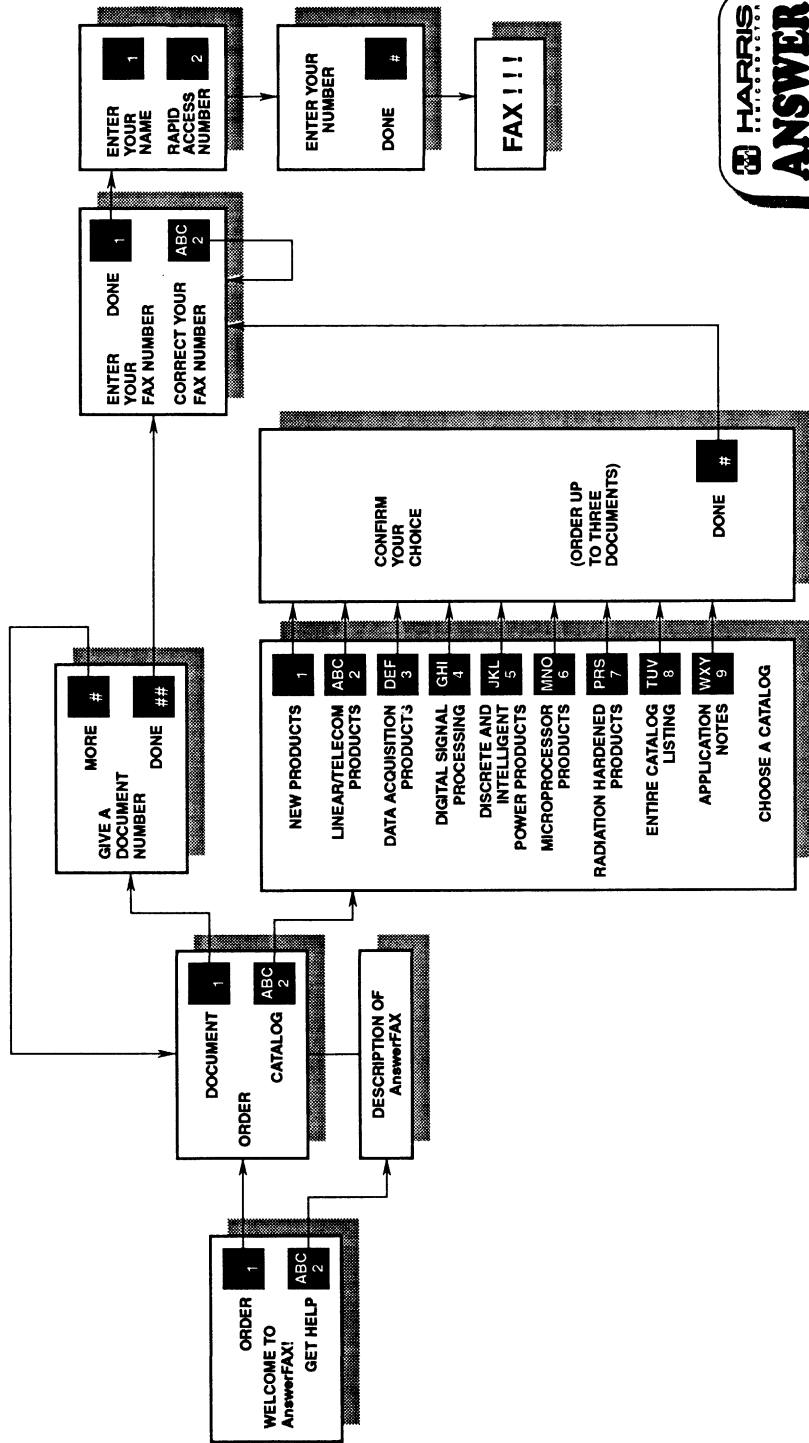 WELCOME TO
AnswerFAX!
ORDER
1
GET HELP
ABC
2
ORDER
DOCUMENT
1
CATALOG
ABC
2
DESCRIPTION OF
AnswerFAX
GIVE A
DOCUMENT
NUMBER
MORE
#
DONE
##
NEW PRODUCTS
1
LINEAR/TELECOM
PRODUCTS
ABC
2
DATA ACQUISITION
PRODUCTS
DEF
3
DIGITAL SIGNAL
PROCESSING
GHI
4
DISCRETE AND
INTELLIGENT
POWER PRODUCTS
JKL
5
MICROPROCESSOR
PRODUCTS
MNO
6
RADIATION HARDENED
PRODUCTS
PRS
7
ENTIRE CATALOG
LISTING
TUV
8
APPLICATION
NOTES
WXY
9
CHOOSE A CATALOG
CONFIRM
YOUR
CHOICE
(ORDER UP
TO THREE
DOCUMENTS)
DONE
#
ENTER
YOUR
FAX NUMBER
DONE
1
CORRECT YOUR
FAX NUMBER
ABC
2
ENTER
YOUR
NAME
1
RAPID
ACCESS
NUMBER
2
ENTER YOUR
NUMBER
DONE
#
FAX ! ! !
HARRIS
SEMICONDUCTOR
ANSWER